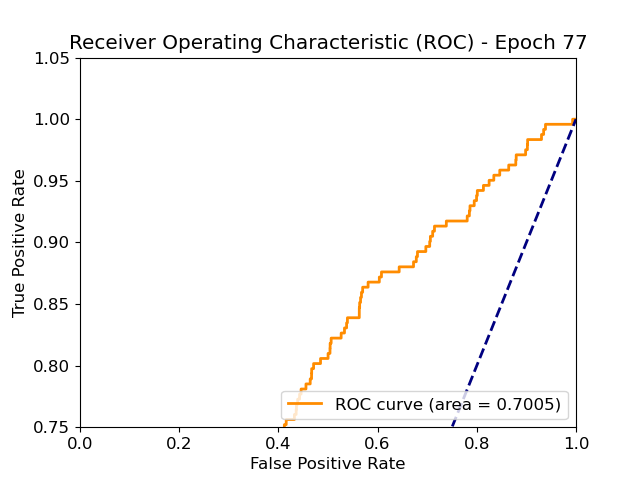 Receiver Operating Characteristic (ROC) - Epoch 77
1.05
1.00
0.95
0.90
0.85
0.80
0.75
True Positive Rate
ROC curve (area = 0.7005)
0.0 0.2 0.4 0.6 0.8 1.0
False Positive Rate